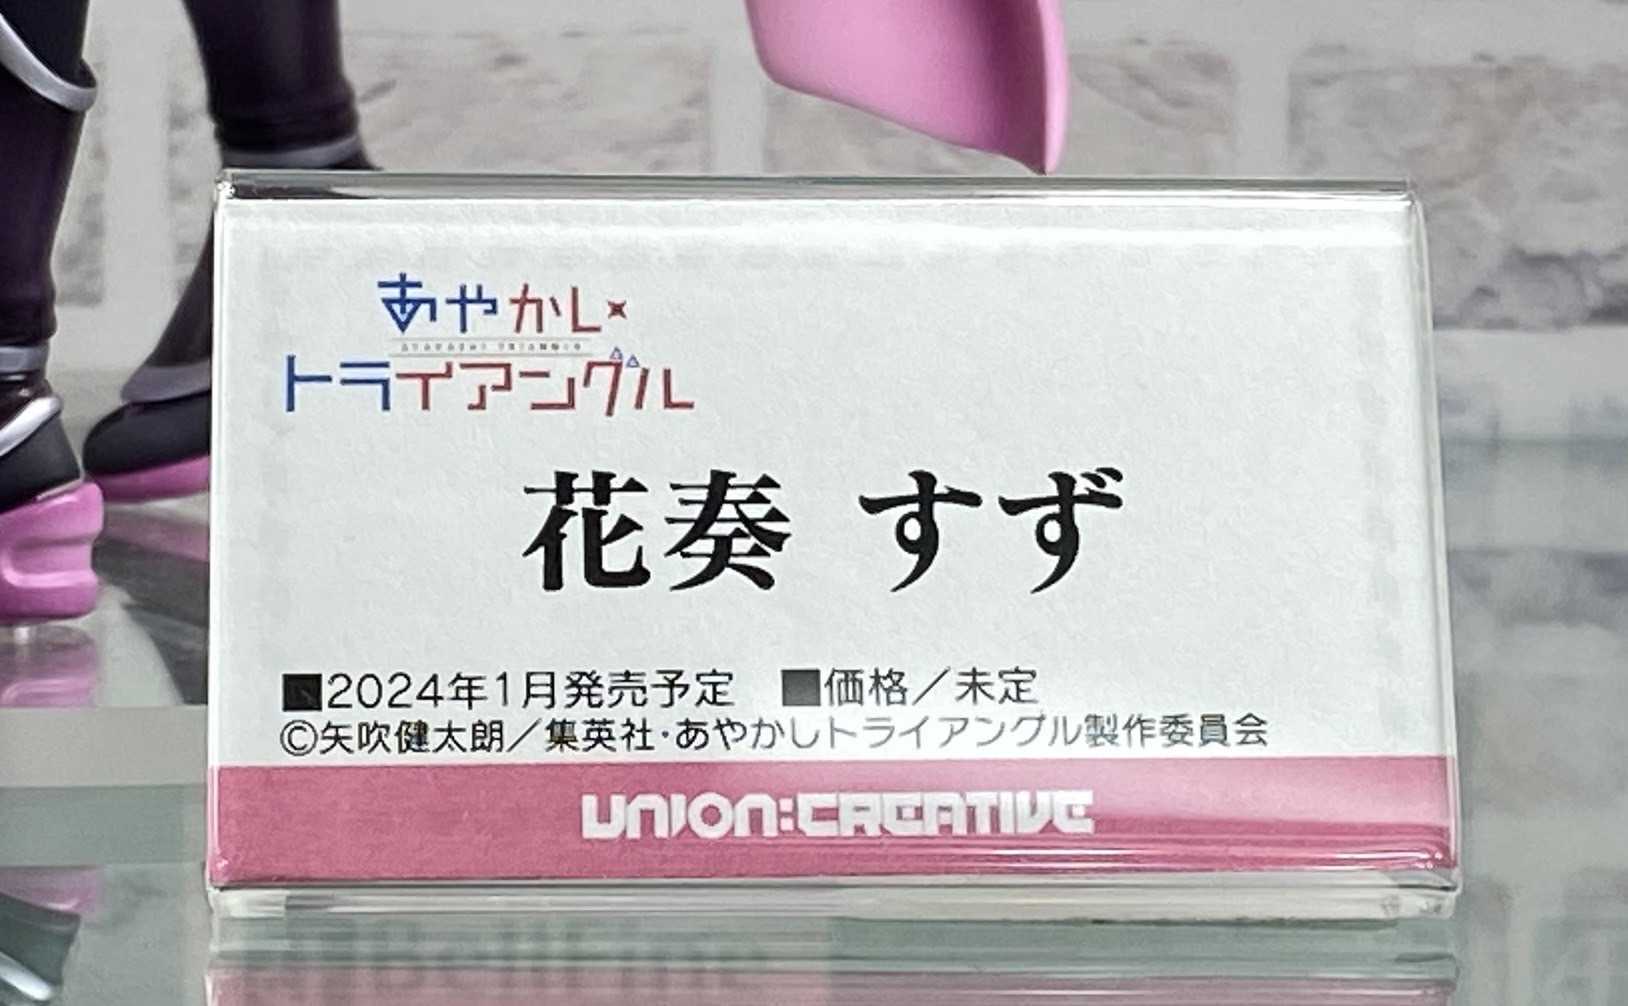 あやかし
トライアングル
花奏 すず
■2024年1月発売予定 ■価格／未定
©矢吹健太朗／集英社・あやかしトライアングル製作委員会
UNION:CREATIVE